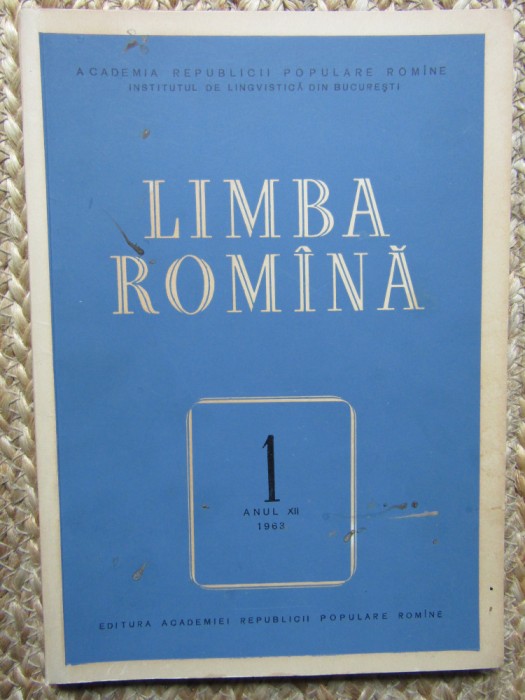 ACADEMIA REPUBLICII POPULARE ROMÎNE
INSTITUTUL DE LINGVISTICĂ DIN BUCUREȘTI
LIMBA
ROMÎNĂ
1
ANUL XII
1963
EDITURA ACADEMIEI REPUBLICII POPULARE ROMÎNE